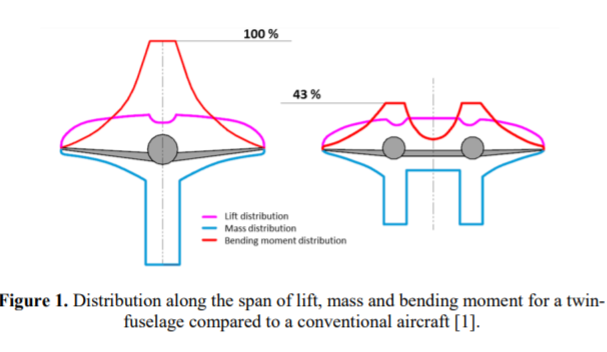 100 %
43 %
Lift distribution
Mass distribution
Bending moment distribution
Figure 1. Distribution along the span of lift, mass and bending moment for a twin-
fuselage compared to a conventional aircraft [1].